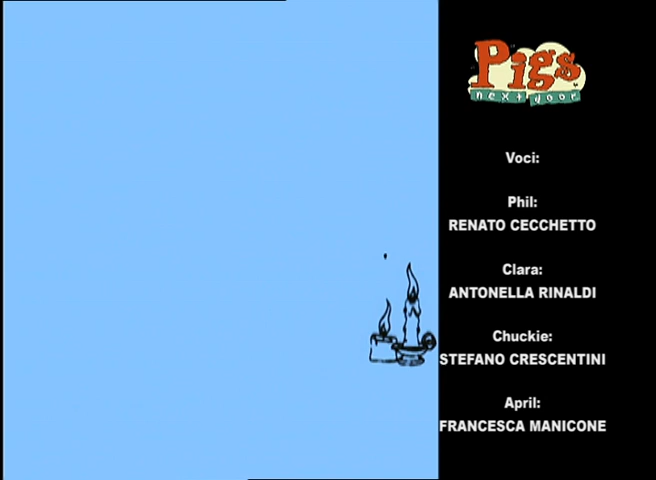 Pigs
next door
Voci:
Phil:
RENATO CECCHETTO
Clara:
ANTONELLA RINALDI
Chuckie:
STEFANO CRESCENTINI
April:
FRANCESCA MANICONE